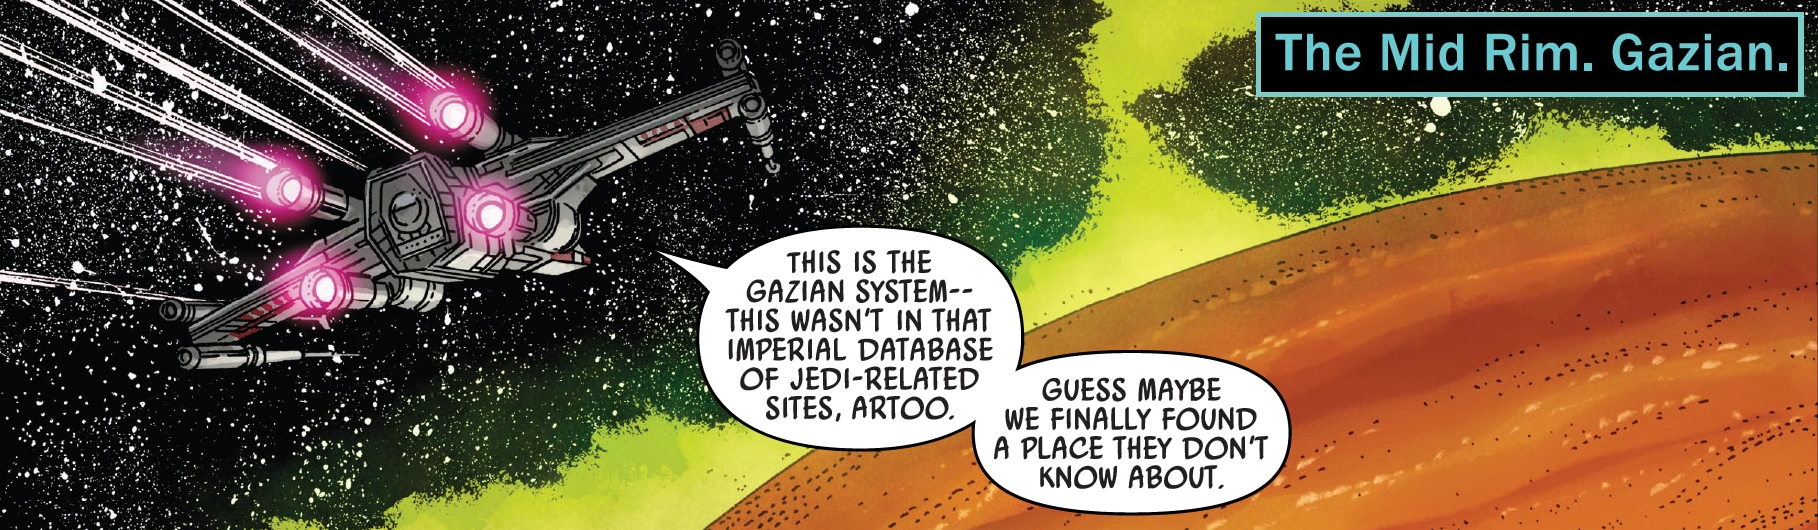 The Mid Rim. Gazian.
THIS IS THE
GAZIAN SYSTEM--
THIS WASN'T IN THAT
IMPERIAL DATABASE
OF JEDI-RELATED
SITES, ARTOO.
GUESS MAYBE
WE FINALLY FOUND
A PLACE THEY DON'T
KNOW ABOUT.